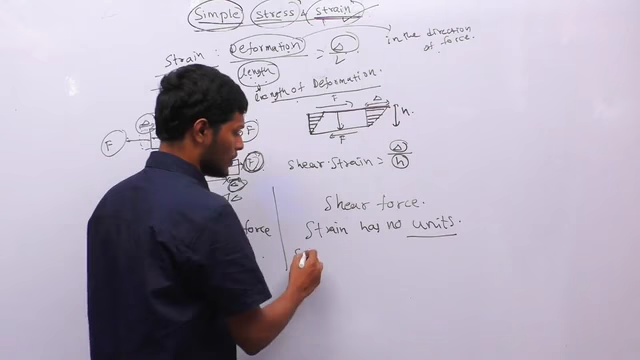 Simple Stress & Strain
Strain : Deformation = Δ / L
length
in the direction of force.
Length of Deformation.
F
Δ
h.
F
F
F
Δ
Shear Strain = Δ / h
Shear force.
force
Strain has no units.